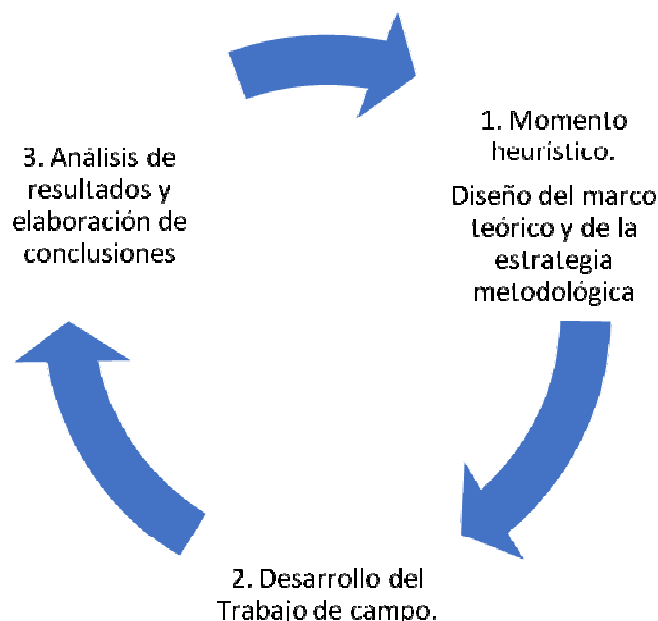 1. Momento
heurístico.
Diseño del marco
teórico y de la
estrategia
metodológica
2. Desarrollo del
Trabajo de campo.
3. Análisis de
resultados y
elaboración de
conclusiones